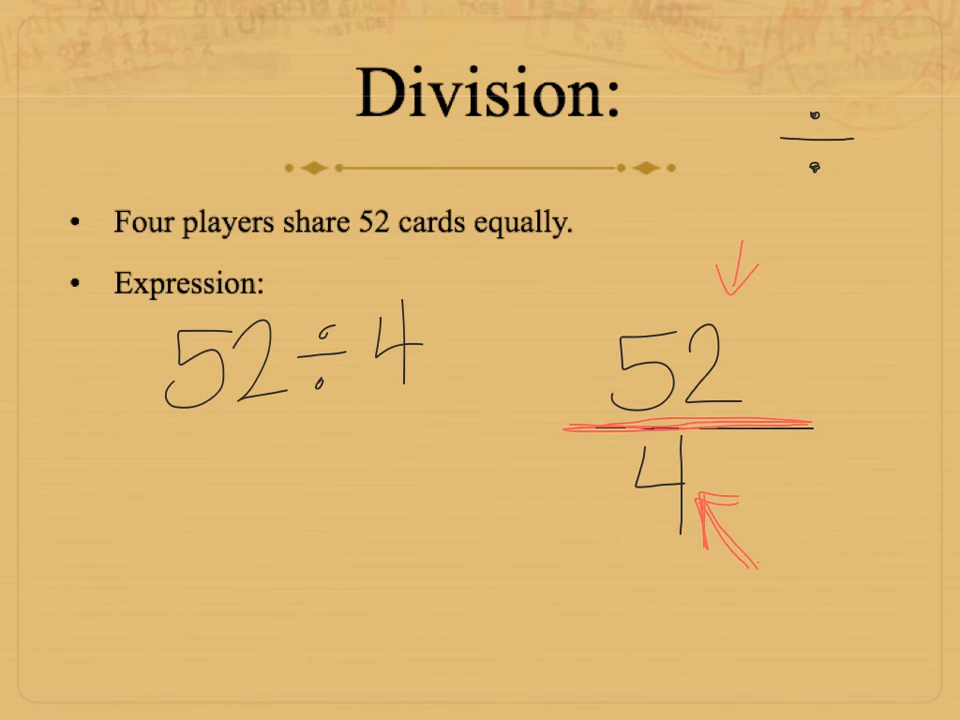 Division:
÷
• Four players share 52 cards equally.
• Expression:
52 ÷ 4
52
4